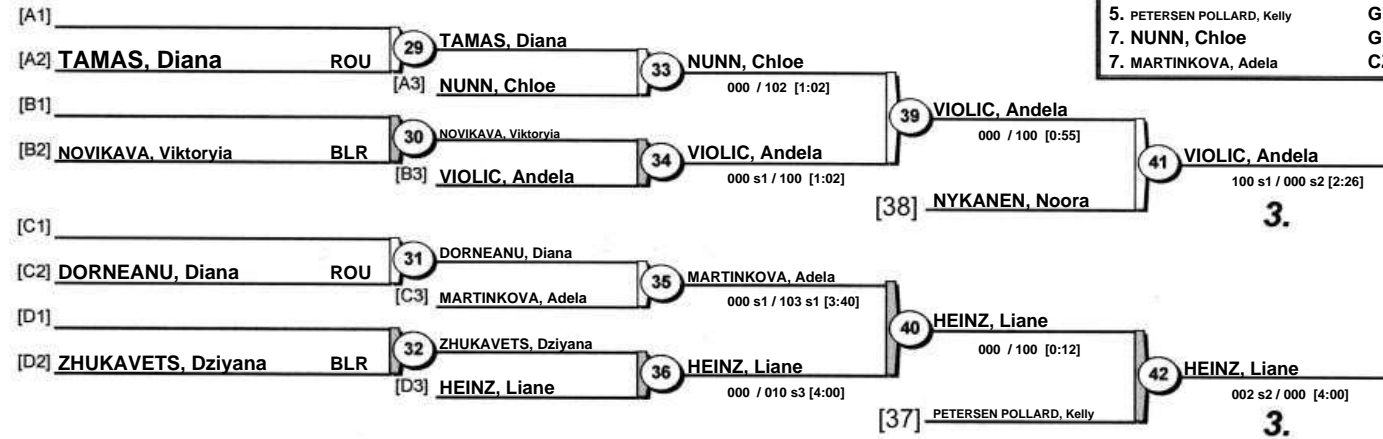 5. PETERSEN POLLARD, Kelly G
7. NUNN, Chloe G
7. MARTINKOVA, Adela
[A1]
[A2] TAMAS, Diana ROU
29
TAMAS, Diana
[A3] NUNN, Chloe
33
NUNN, Chloe
000 / 102 [1:02]
[B1]
[B2] NOVIKAVA, Viktoryia BLR
30
NOVIKAVA, Viktoryia
[B3] VIOLIC, Andela
34
VIOLIC, Andela
000 s1 / 100 [1:02]
39
VIOLIC, Andela
000 / 100 [0:55]
[38] NYKANEN, Noora
41
VIOLIC, Andela
100 s1 / 000 s2 [2:26]
3.
[C1]
[C2] DORNEANU, Diana ROU
31
DORNEANU, Diana
[C3] MARTINKOVA, Adela
35
MARTINKOVA, Adela
000 s1 / 103 s1 [3:40]
[D1]
[D2] ZHUKAVETS, Dziyana BLR
32
ZHUKAVETS, Dziyana
[D3] HEINZ, Liane
36
HEINZ, Liane
000 / 010 s3 [4:00]
40
HEINZ, Liane
000 / 100 [0:12]
[37] PETERSEN POLLARD, Kelly
42
HEINZ, Liane
002 s2 / 000 [4:00]
3.